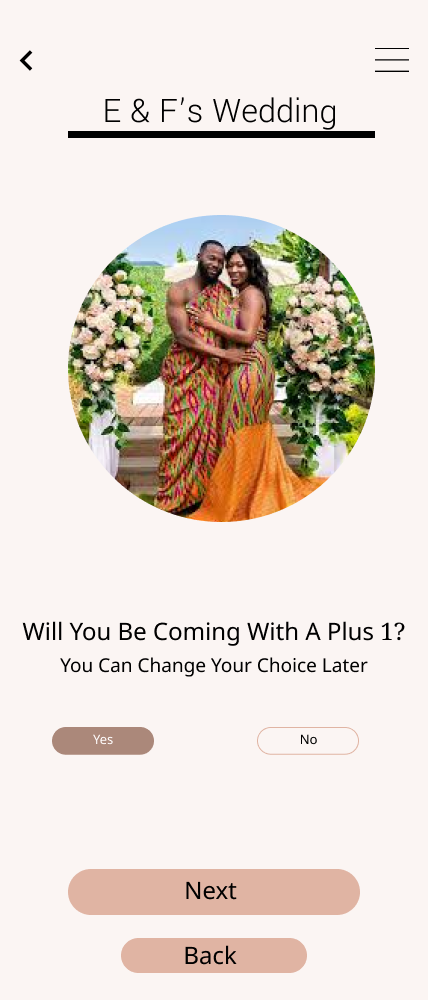 E & F's Wedding
Will You Be Coming With A Plus 1?
You Can Change Your Choice Later
Yes No
Next
Back